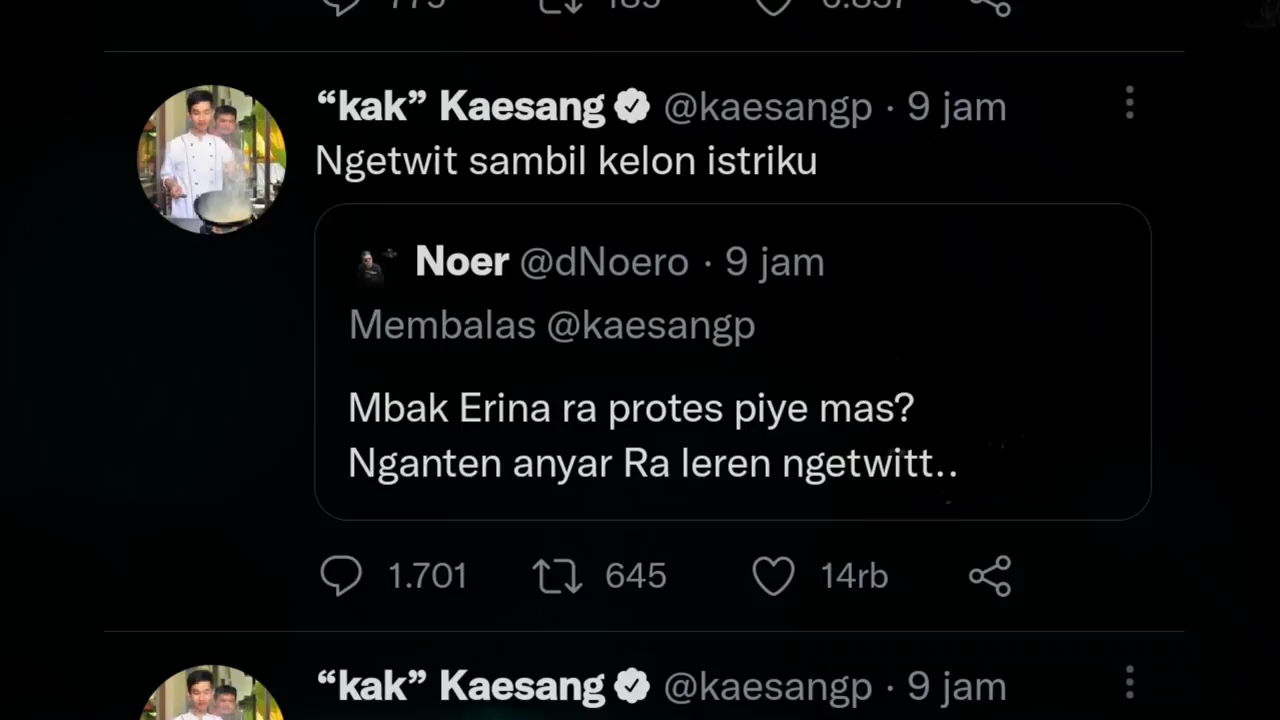 “kak” Kaesang @kaesangp · 9 jam
Ngetwit sambil kelon istriku
Noer @dNoero · 9 jam
Membalas @kaesangp
Mbak Erina ra protes piye mas?
Nganten anyar Ra leren ngetwitt..
1.701 645 14rb
“kak” Kaesang @kaesangp · 9 jam